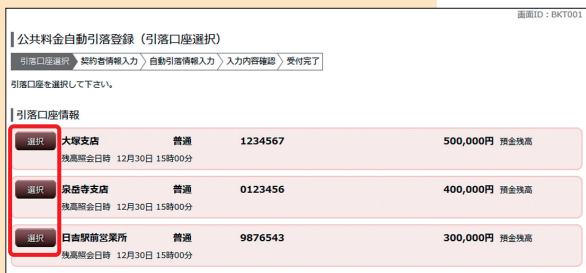 画面ID：BKT001
公共料金自動引落登録（引落口座選択）
引落口座選択 契約者情報入力 自動引落情報入力 入力内容確認 受付完了
引落口座を選択して下さい。
引落口座情報
選択 大塚支店 普通 1234567 500,000円 預金残高
残高照会日時 12月30日 15時00分
選択 泉岳寺支店 普通 0123456 400,000円 預金残高
残高照会日時 12月30日 15時00分
選択 日吉駅前営業所 普通 9876543 300,000円 預金残高
残高照会日時 12月30日 15時00分